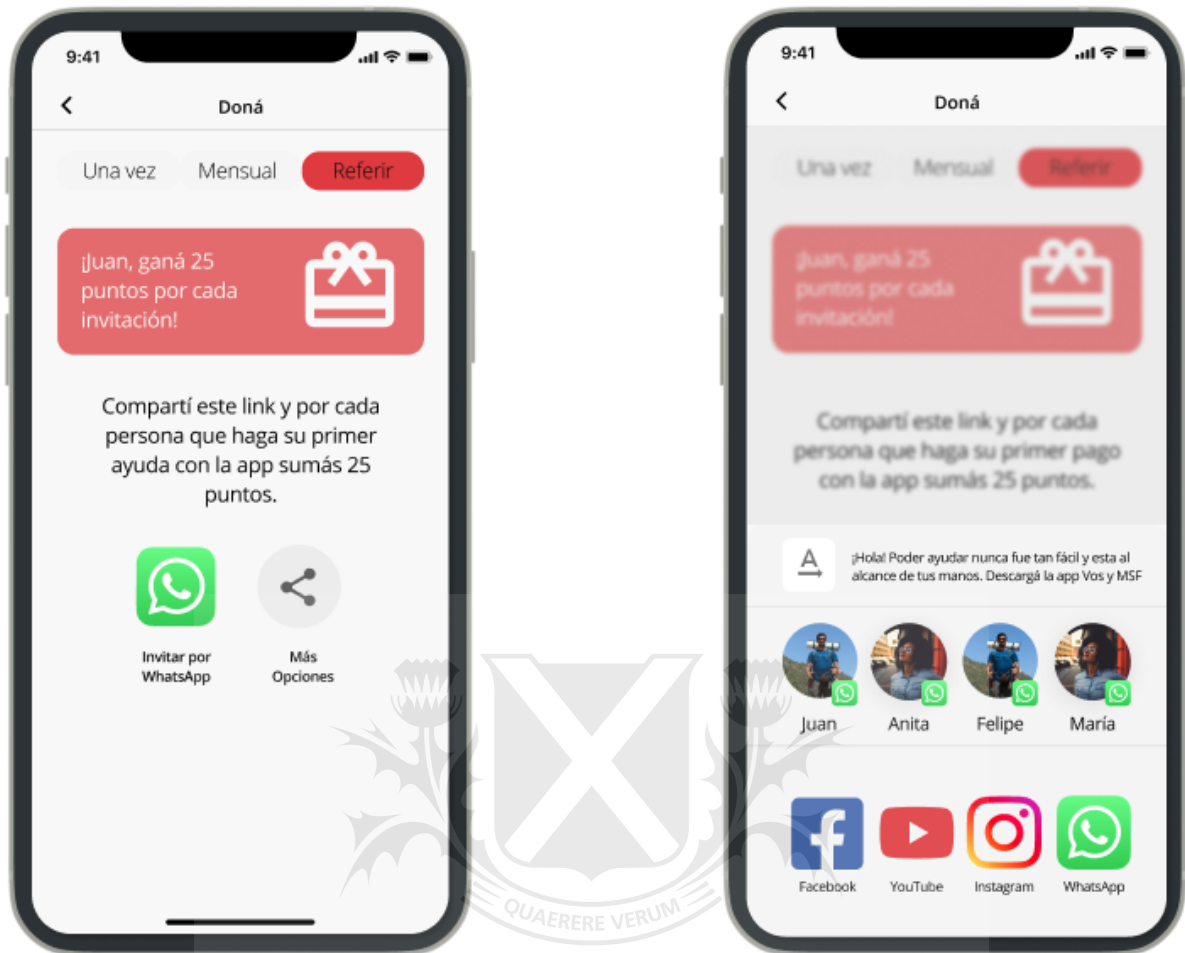 9:41
Doná
Una vez
Mensual
Referir
¡Juan, ganá 25
puntos por cada
invitación!
Compartí este link y por cada
persona que haga su primer
ayuda con la app sumás 25
puntos.
Invitar por
WhatsApp
Más
Opciones
9:41
Doná
Una vez
Mensual
Referir
¡Juan, ganá 25
puntos por cada
invitación!
Compartí este link y por cada
persona que haga su primer pago
con la app sumás 25 puntos.
A
¡Hola! Poder ayudar nunca fue tan fácil y esta al
alcance de tus manos. Descargá la app Vos y MSF
Juan
Anita
Felipe
María
Facebook
YouTube
Instagram
WhatsApp
QUAERERE VERUM